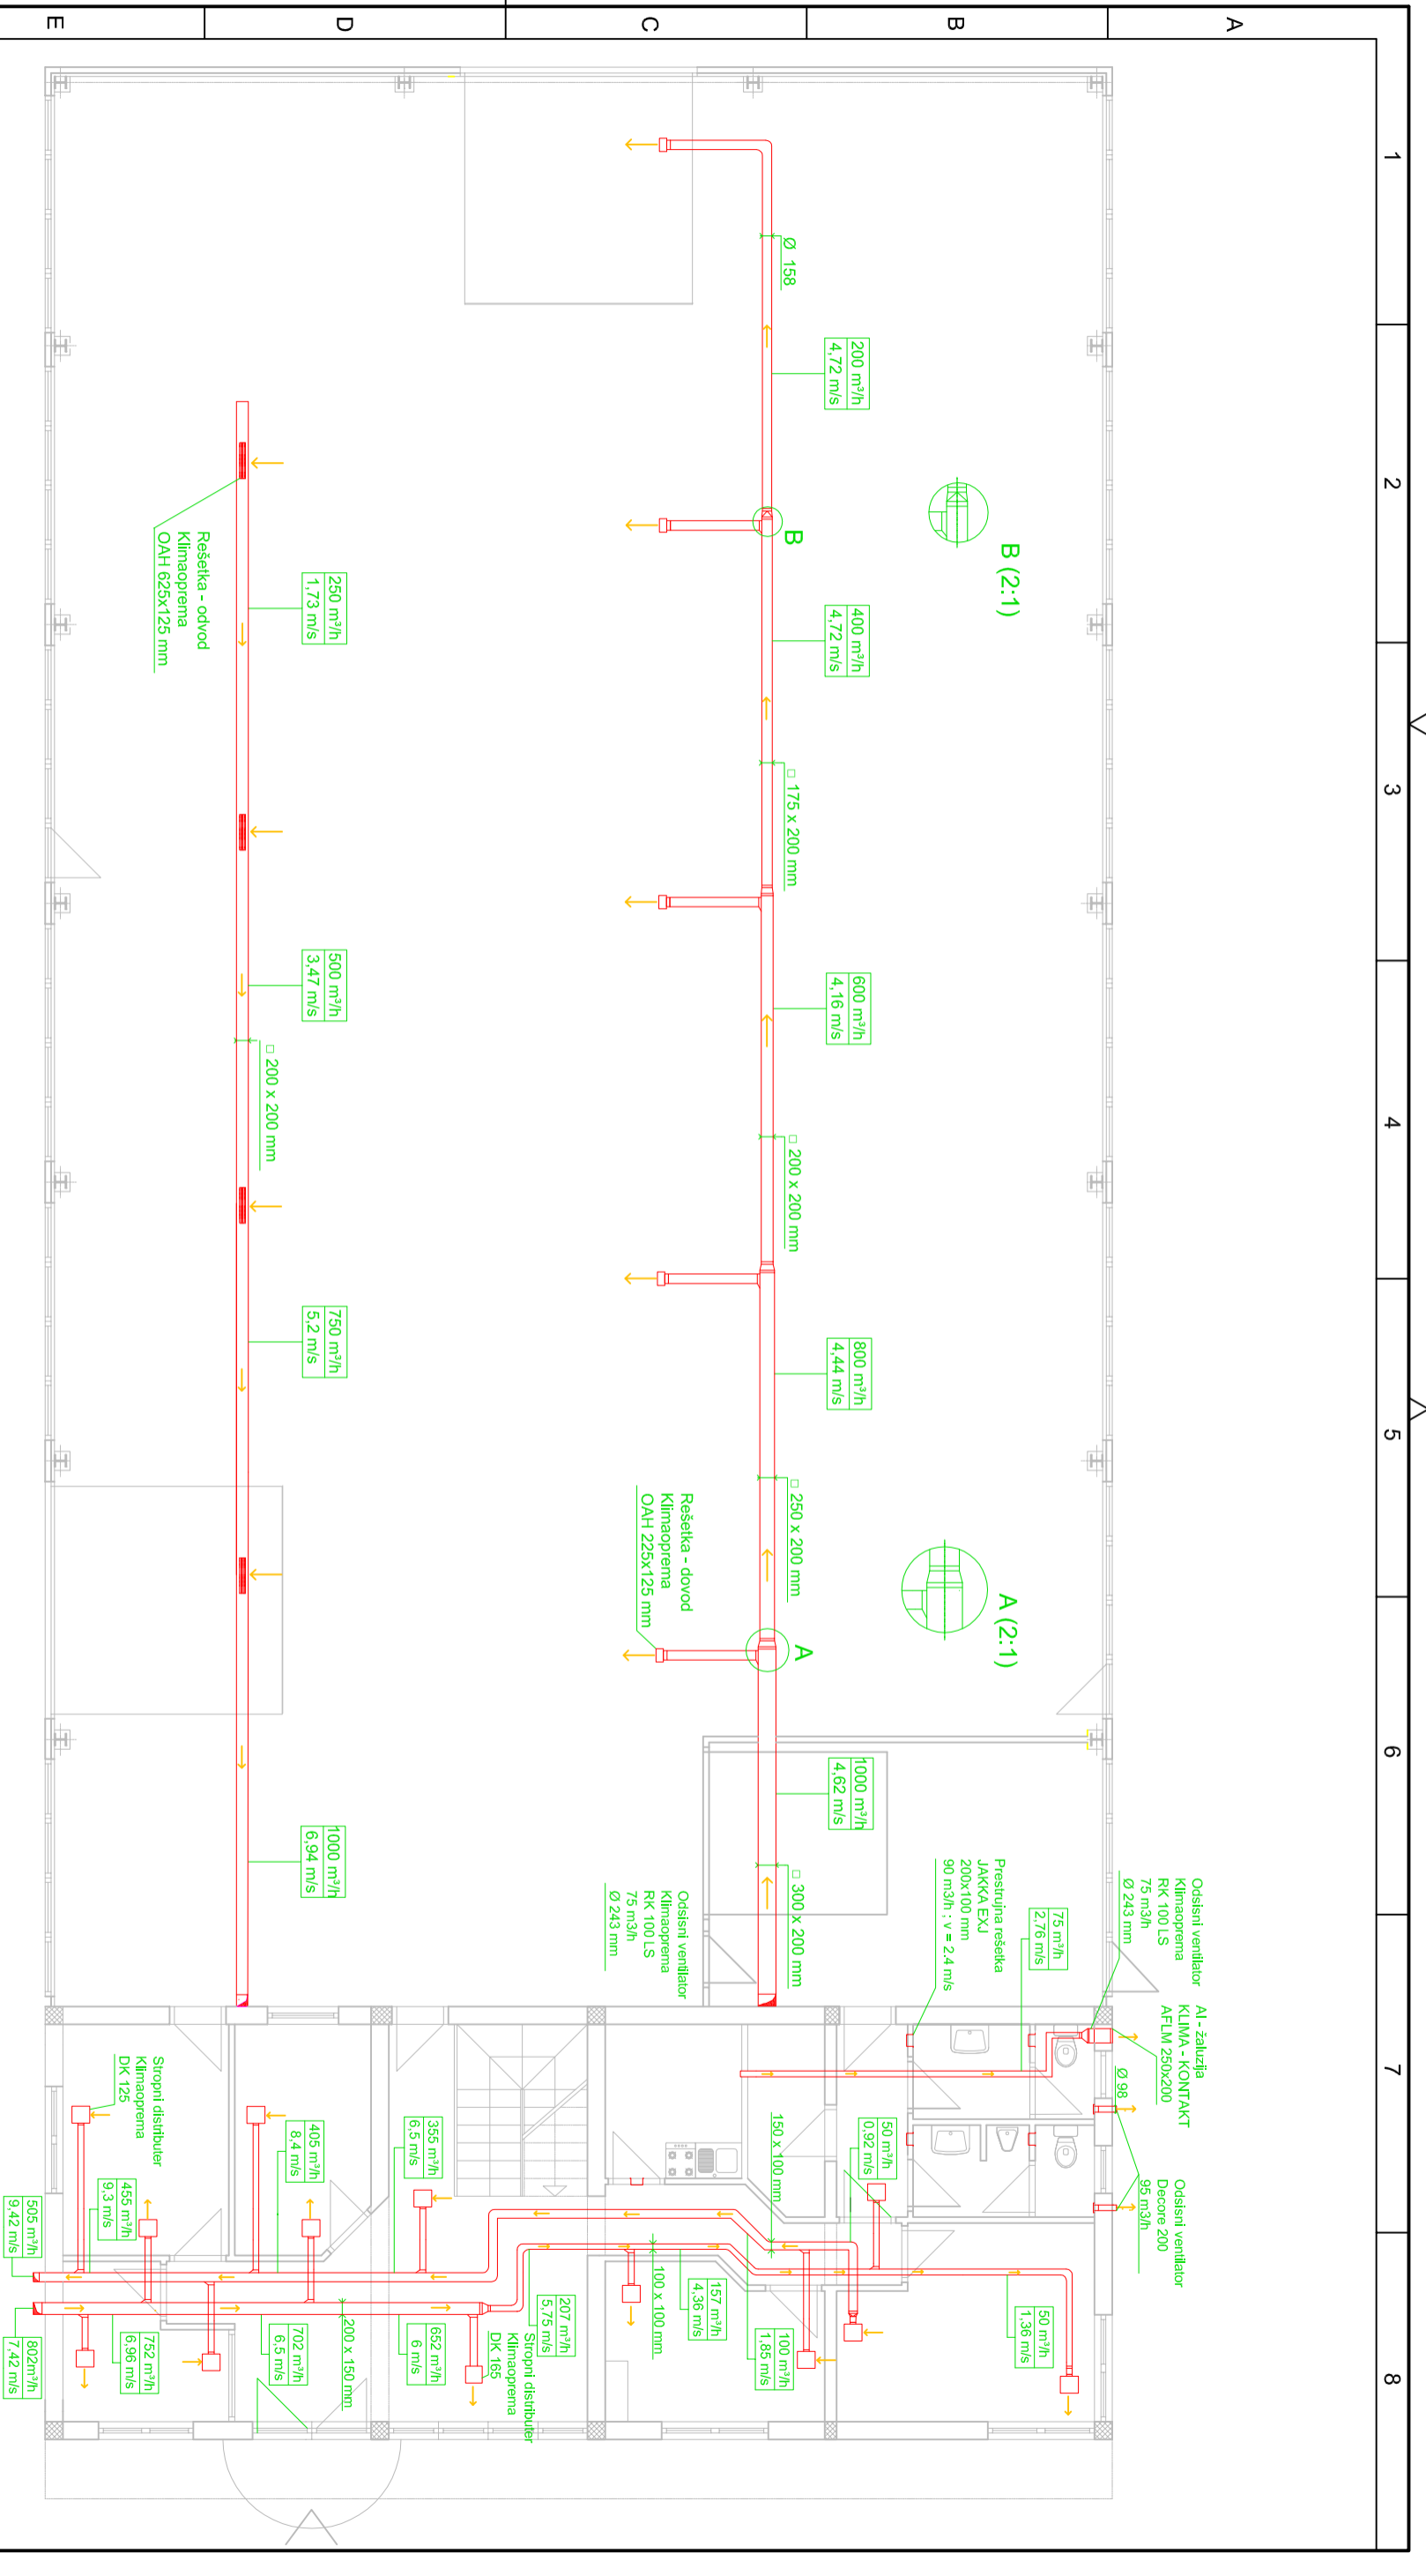 1
2
3
4
5
6
7
8
A
B
C
D
E
Ø 158
200 m³/h
4,72 m/s
B (2:1)
B
400 m³/h
4,72 m/s
□ 175 x 200 mm
600 m³/h
4,16 m/s
□ 200 x 200 mm
800 m³/h
4,44 m/s
□ 250 x 200 mm
A (2:1)
A
Rešetka - dovod
Klimaoprema
OAH 225x125 mm
1000 m³/h
4,62 m/s
□ 300 x 200 mm
Rešetka - odvod
Klimaoprema
OAH 625x125 mm
250 m³/h
1,73 m/s
500 m³/h
3,47 m/s
□ 200 x 200 mm
750 m³/h
5,2 m/s
1000 m³/h
6,94 m/s
Odsisni ventilator
Klimaoprema
RK 100 LS
75 m3/h
Ø 243 mm
Prestrujna rešetka
JAKKA EXJ
200x100 mm
90 m3/h ; v = 2.4 m/s
75 m³/h
2,76 m/s
Odsisni ventilator
Klimaoprema
RK 100 LS
75 m3/h
Ø 243 mm
Al - žaluzija
KLIMA - KONTAKT
AFLM 250x200
Ø 98
Odsisni ventilator
Decore 200
95 m3/h
Stropni distributer
Klimaoprema
DK 125
405 m³/h
8,4 m/s
355 m³/h
6,5 m/s
150 x 100 mm
50 m³/h
0,92 m/s
455 m³/h
9,3 m/s
505 m³/h
9,42 m/s
802m³/h
7,42 m/s
752 m³/h
6,96 m/s
702 m³/h
6,5 m/s
200 x 150 mm
652 m³/h
6 m/s
Stropni distributer
Klimaoprema
DK 165
207 m³/h
5,75 m/s
100 x 100 mm
157 m³/h
4,36 m/s
100 m³/h
1,85 m/s
50 m³/h
1,36 m/s